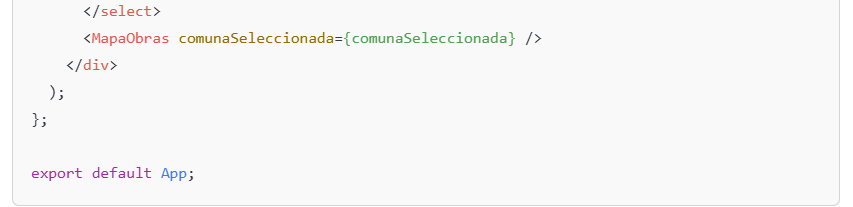 </select>
<MapaObras comunaSeleccionada={comunaSeleccionada} />
</div>
);
};
export default App;